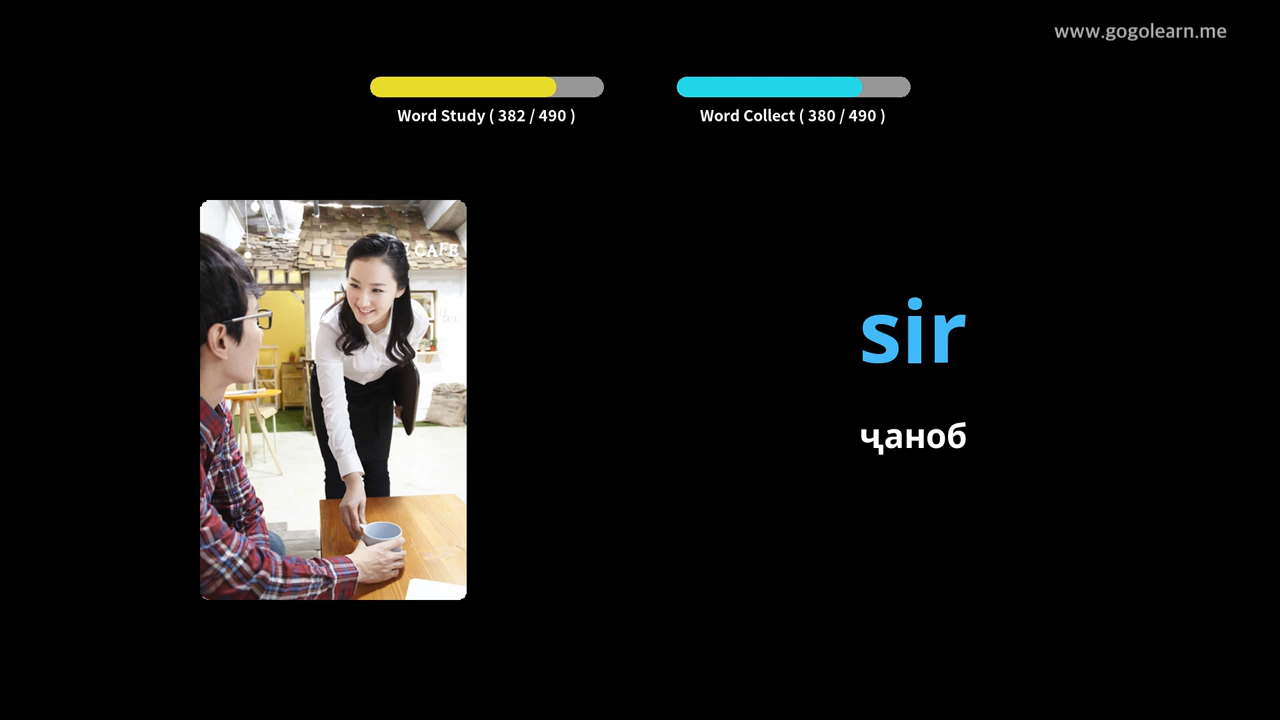 www.gogolearn.me
Word Study ( 382 / 490 )
Word Collect ( 380 / 490 )
CAFE
sir
ҷаноб